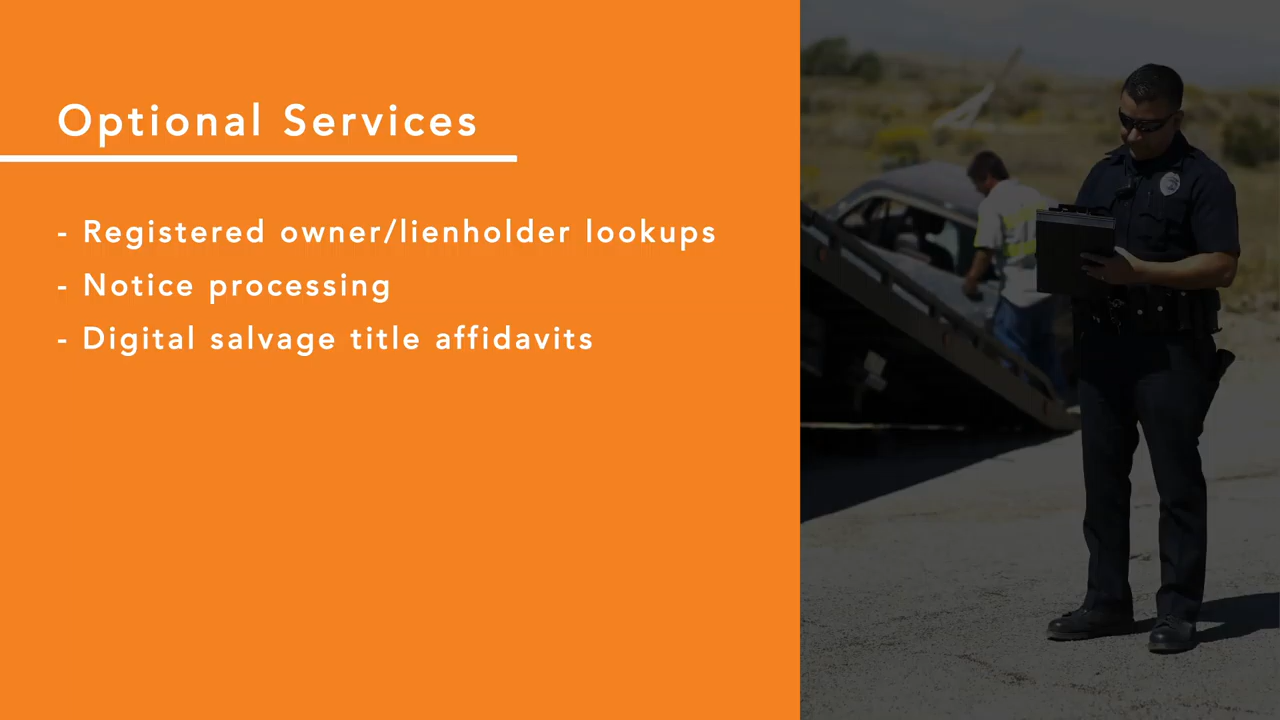 Optional Services
- Registered owner/lienholder lookups
- Notice processing
- Digital salvage title affidavits